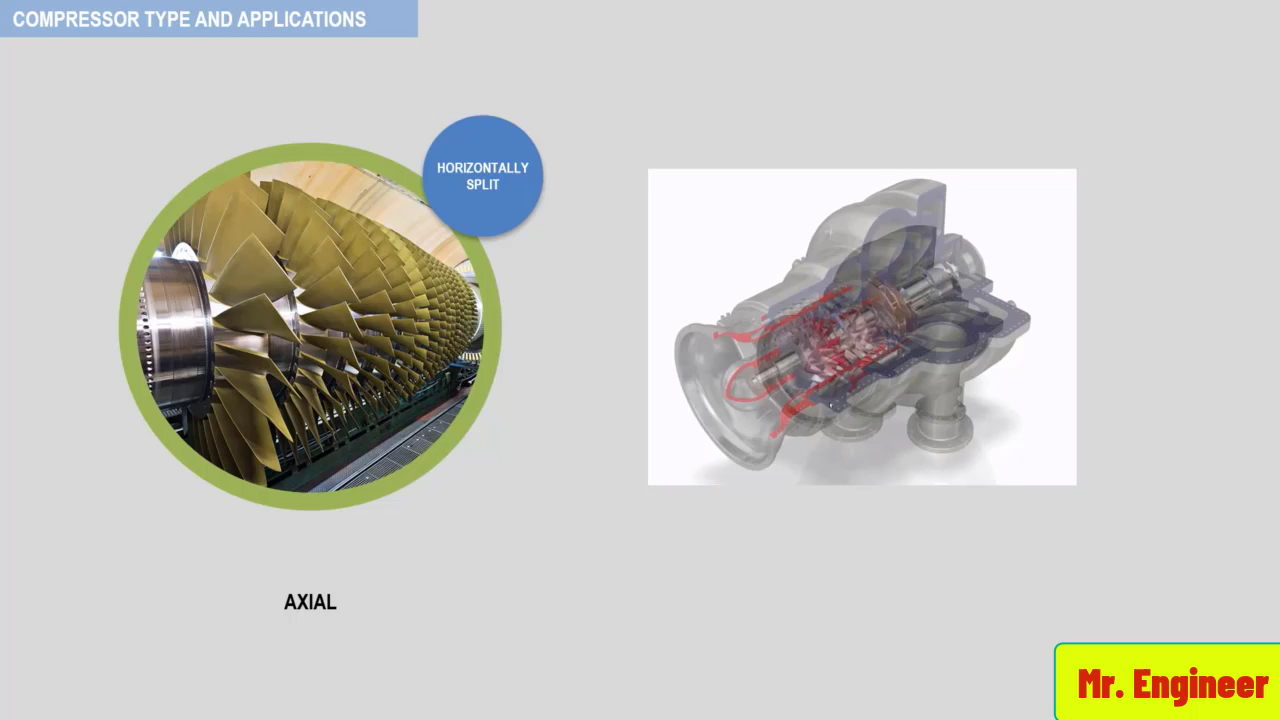 COMPRESSOR TYPE AND APPLICATIONS
HORIZONTALLY
SPLIT
AXIAL
Mr. Engineer